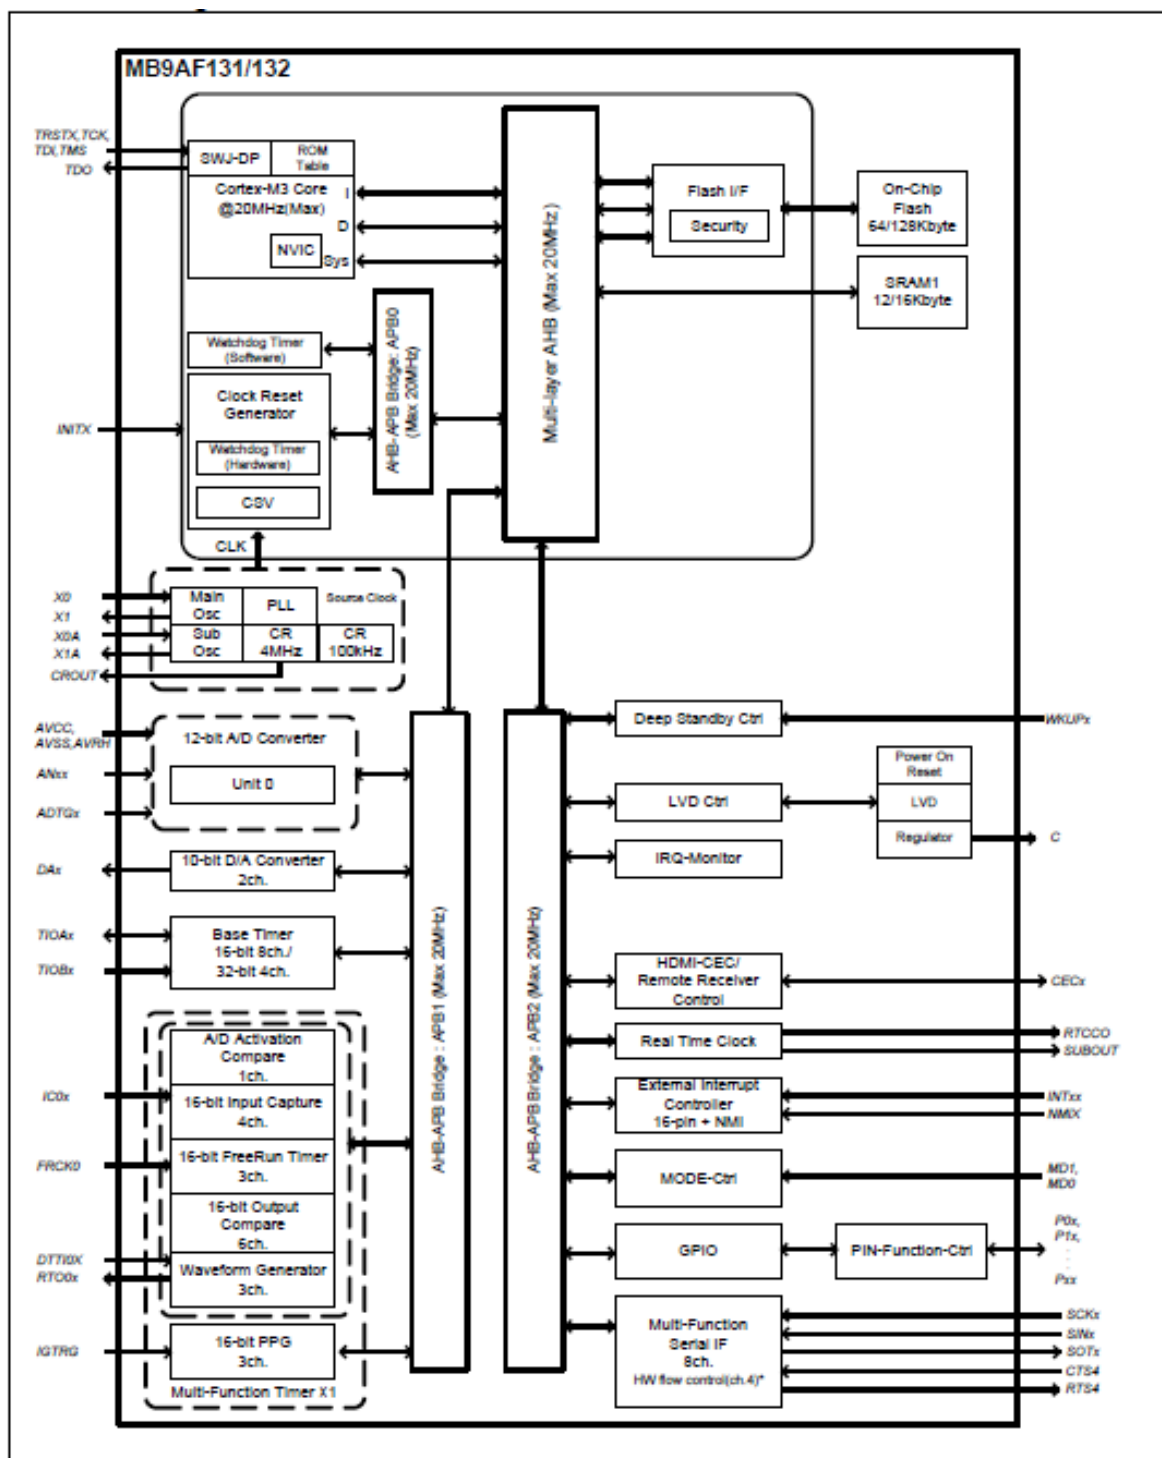 MB9AF131/132
TRSTX,TCK,
TDI,TMS
TDO
SWJ-DP
ROM
Table
Cortex-M3 Core
@20MHz(Max)
I
D
Sys
NVIC
Multi-layer AHB (Max 20MHz)
Flash I/F
Security
On-Chip
Flash
64/128Kbyte
SRAM1
12/16Kbyte
Watchdog Timer
(Software)
AHB-APB Bridge: APB0
(Max 20MHz)
Clock Reset
Generator
INITX
Watchdog Timer
(Hardware)
CSV
CLK
X0
X1
X0A
X1A
CROUT
Main
Osc
PLL
Source Clock
Sub
Osc
CR
4MHz
CR
100kHz
AVCC,
AVSS,AVRH
ANxx
ADTGx
12-bit A/D Converter
Unit 0
DAx
10-bit D/A Converter
2ch.
TIOAx
TIOBx
Base Timer
16-bit 8ch./
32-bit 4ch.
A/D Activation
Compare
1ch.
IC0x
16-bit Input Capture
4ch.
FRCK0
16-bit FreeRun Timer
3ch.
16-bit Output
Compare
6ch.
DTTI0X
RTO0x
Waveform Generator
3ch.
IGTRG
16-bit PPG
3ch.
Multi-Function Timer X1
AHB-APB Bridge : APB1 (Max 20MHz)
AHB-APB Bridge : APB2 (Max 20MHz)
Deep Standby Ctrl
WKUPx
LVD Ctrl
Power On
Reset
LVD
Regulator
C
IRQ-Monitor
HDMI-CEC/
Remote Receiver
Control
CECx
Real Time Clock
RTCCO
SUBOUT
External Interrupt
Controller
16-pin + NMI
INTxx
NMIX
MODE-Ctrl
MD1,
MD0
GPIO
PIN-Function-Ctrl
P0x,
P1x,
:
:
Pxx
Multi-Function
Serial IF
8ch.
HW flow control(ch.4)*
SCKx
SINx
SOTx
CTS4
RTS4